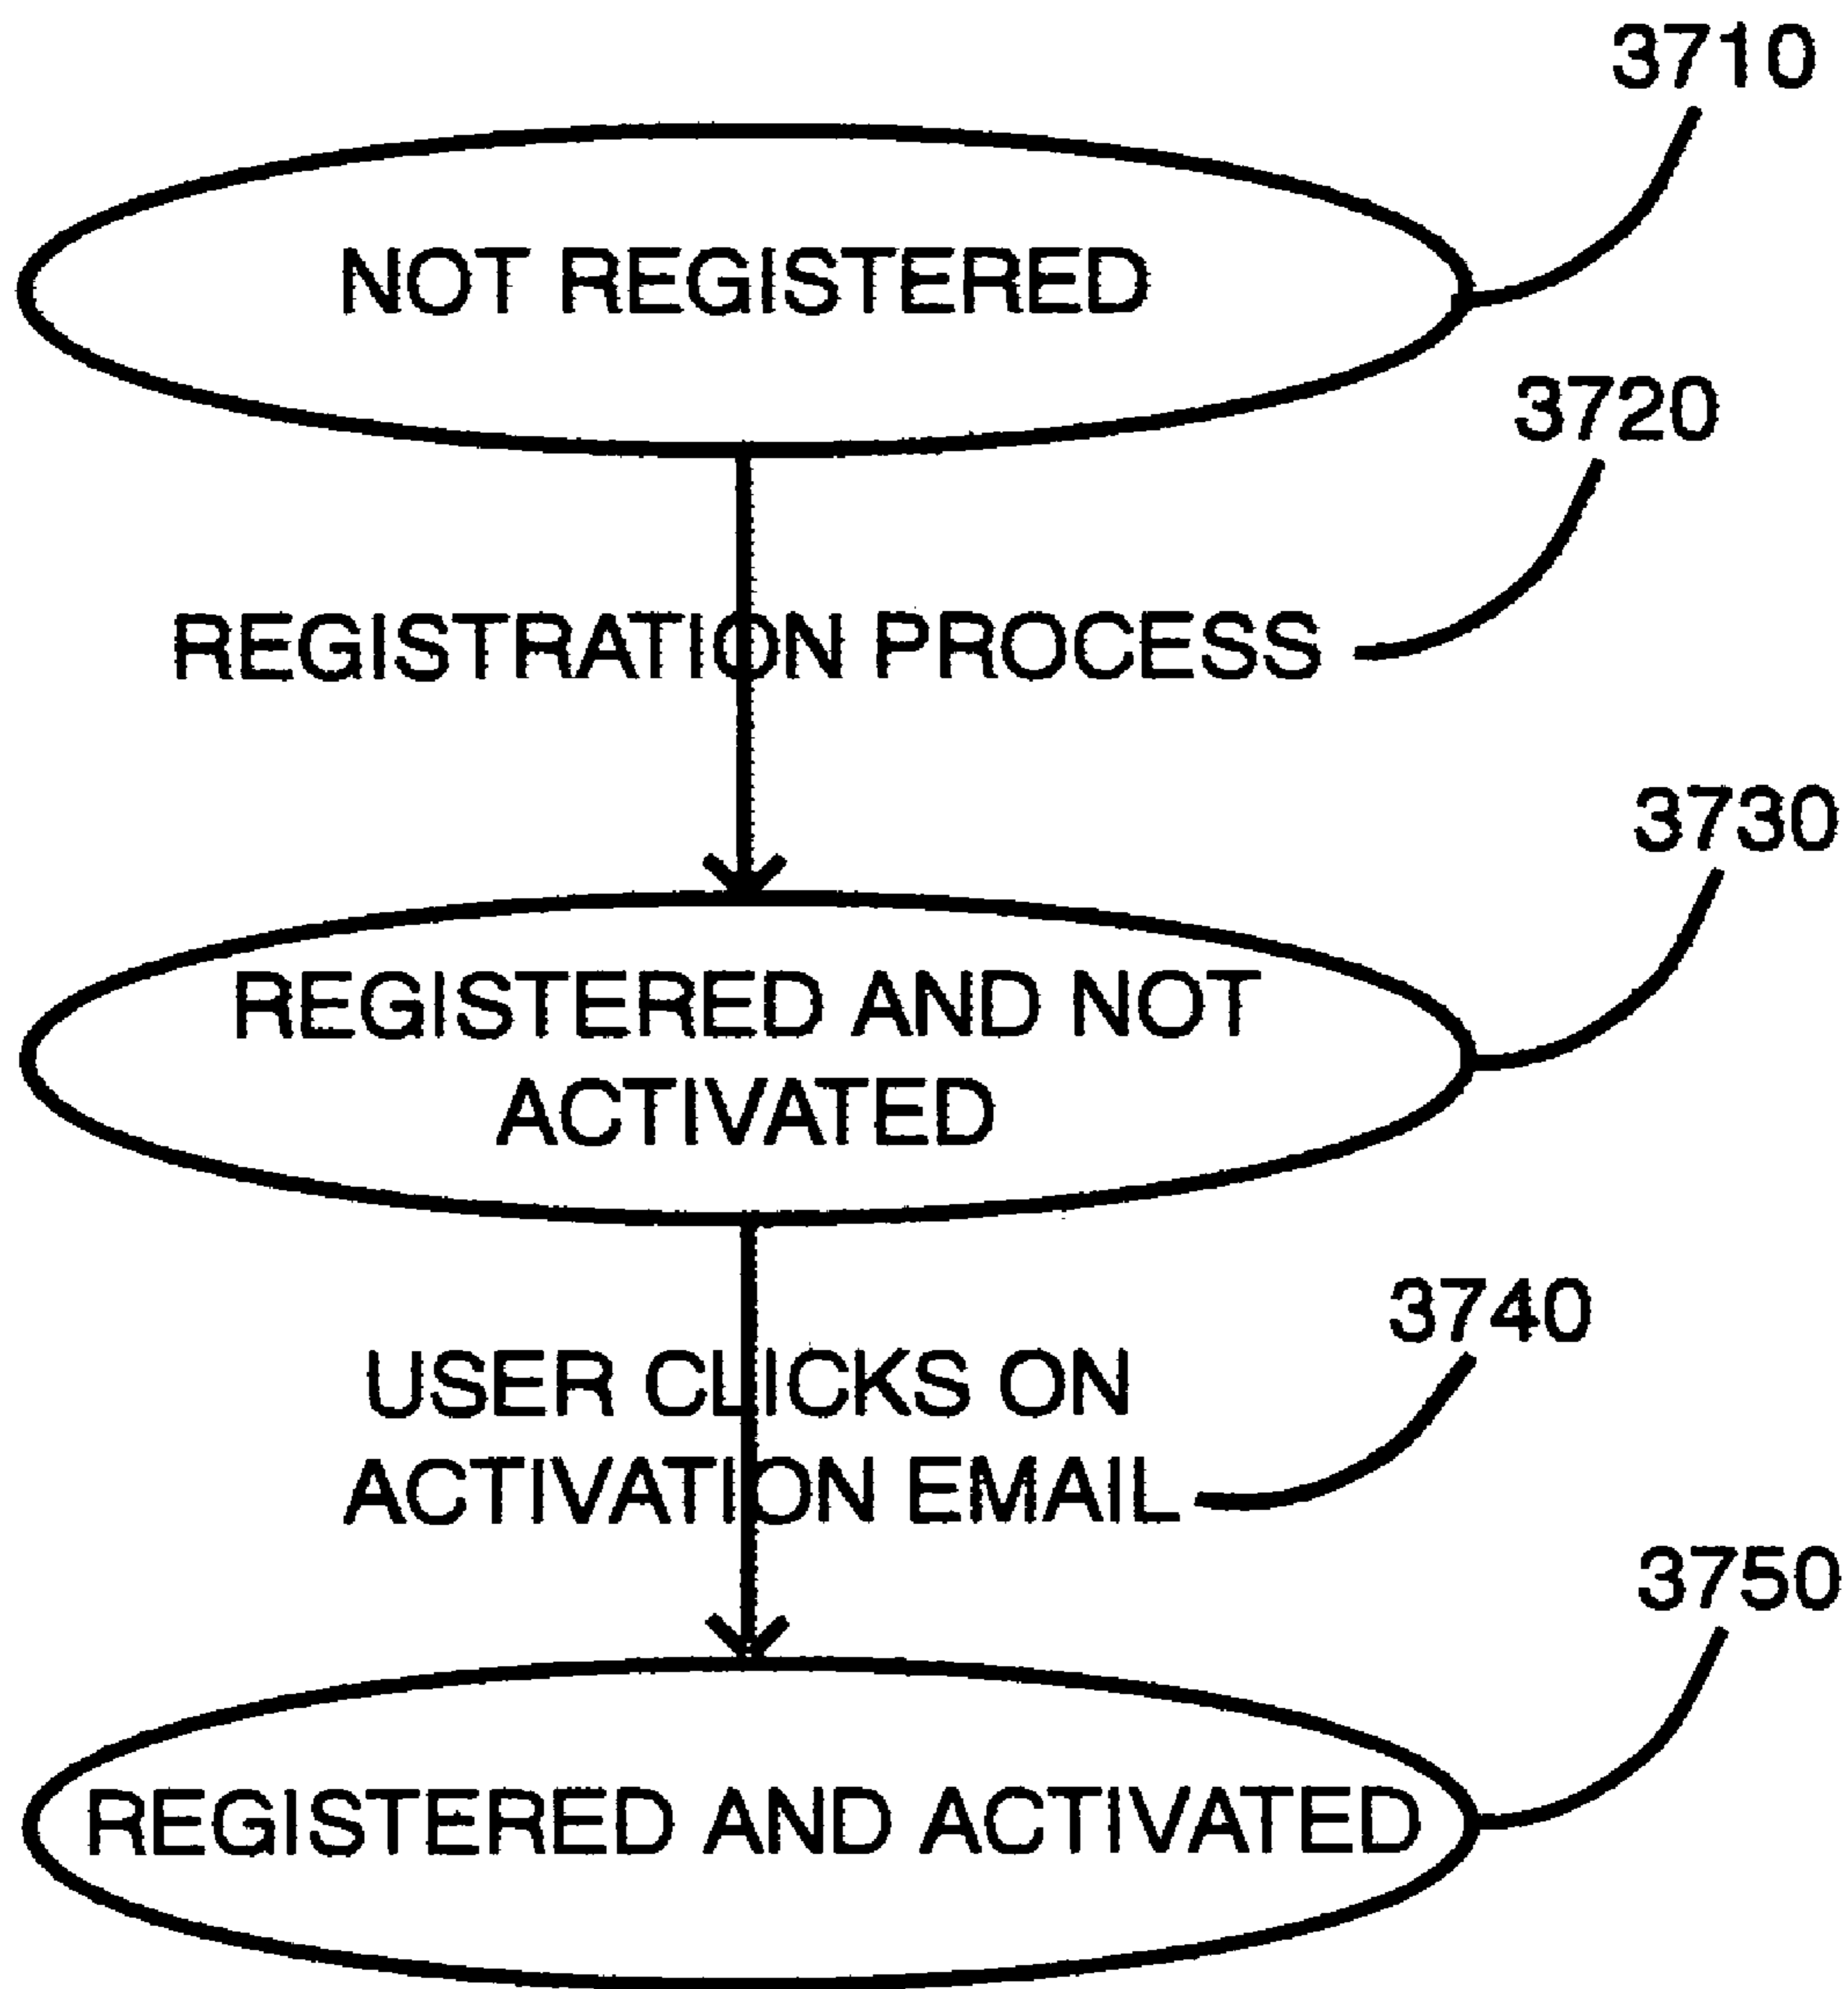 3710
NOT REGISTERED
3720
REGISTRATION PROCESS
3730
REGISTERED AND NOT
ACTIVATED
3740
USER CLICKS ON
ACTIVATION EMAIL
3750
REGISTERED AND ACTIVATED